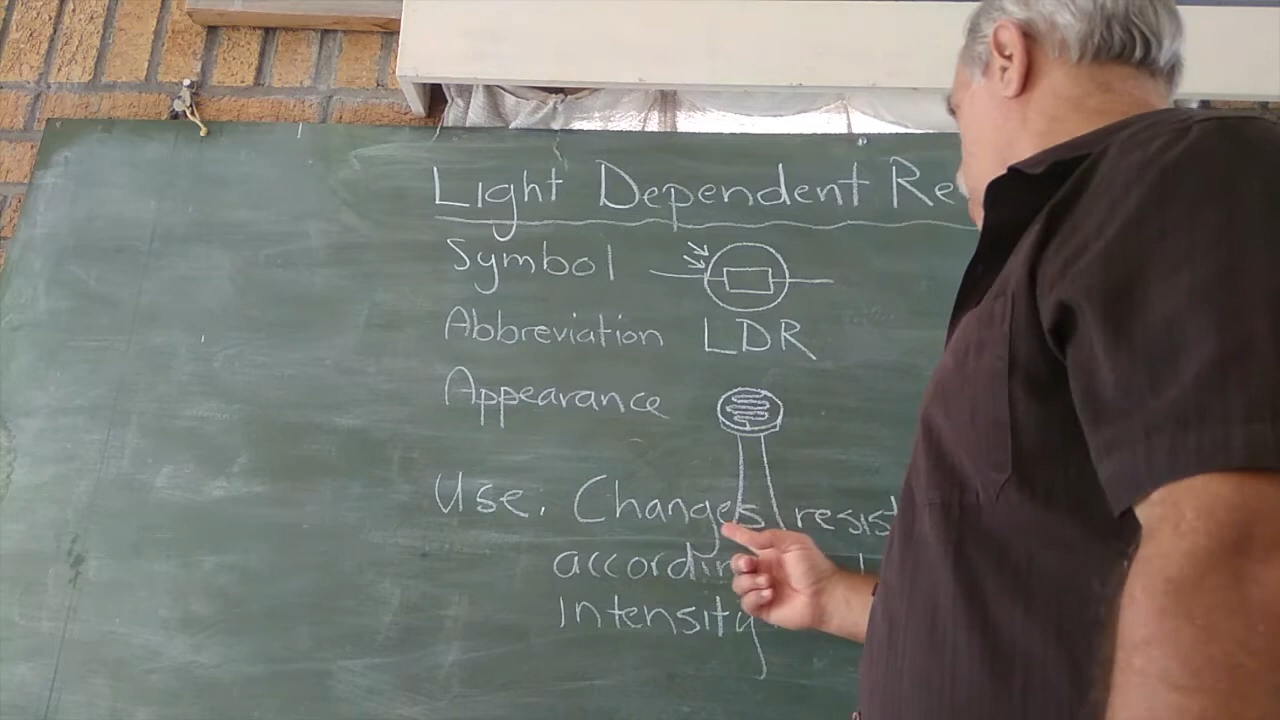 Light Dependent Re
Symbol
Abbreviation LDR
Appearance
Use. Changes resist
accordin
Intensity